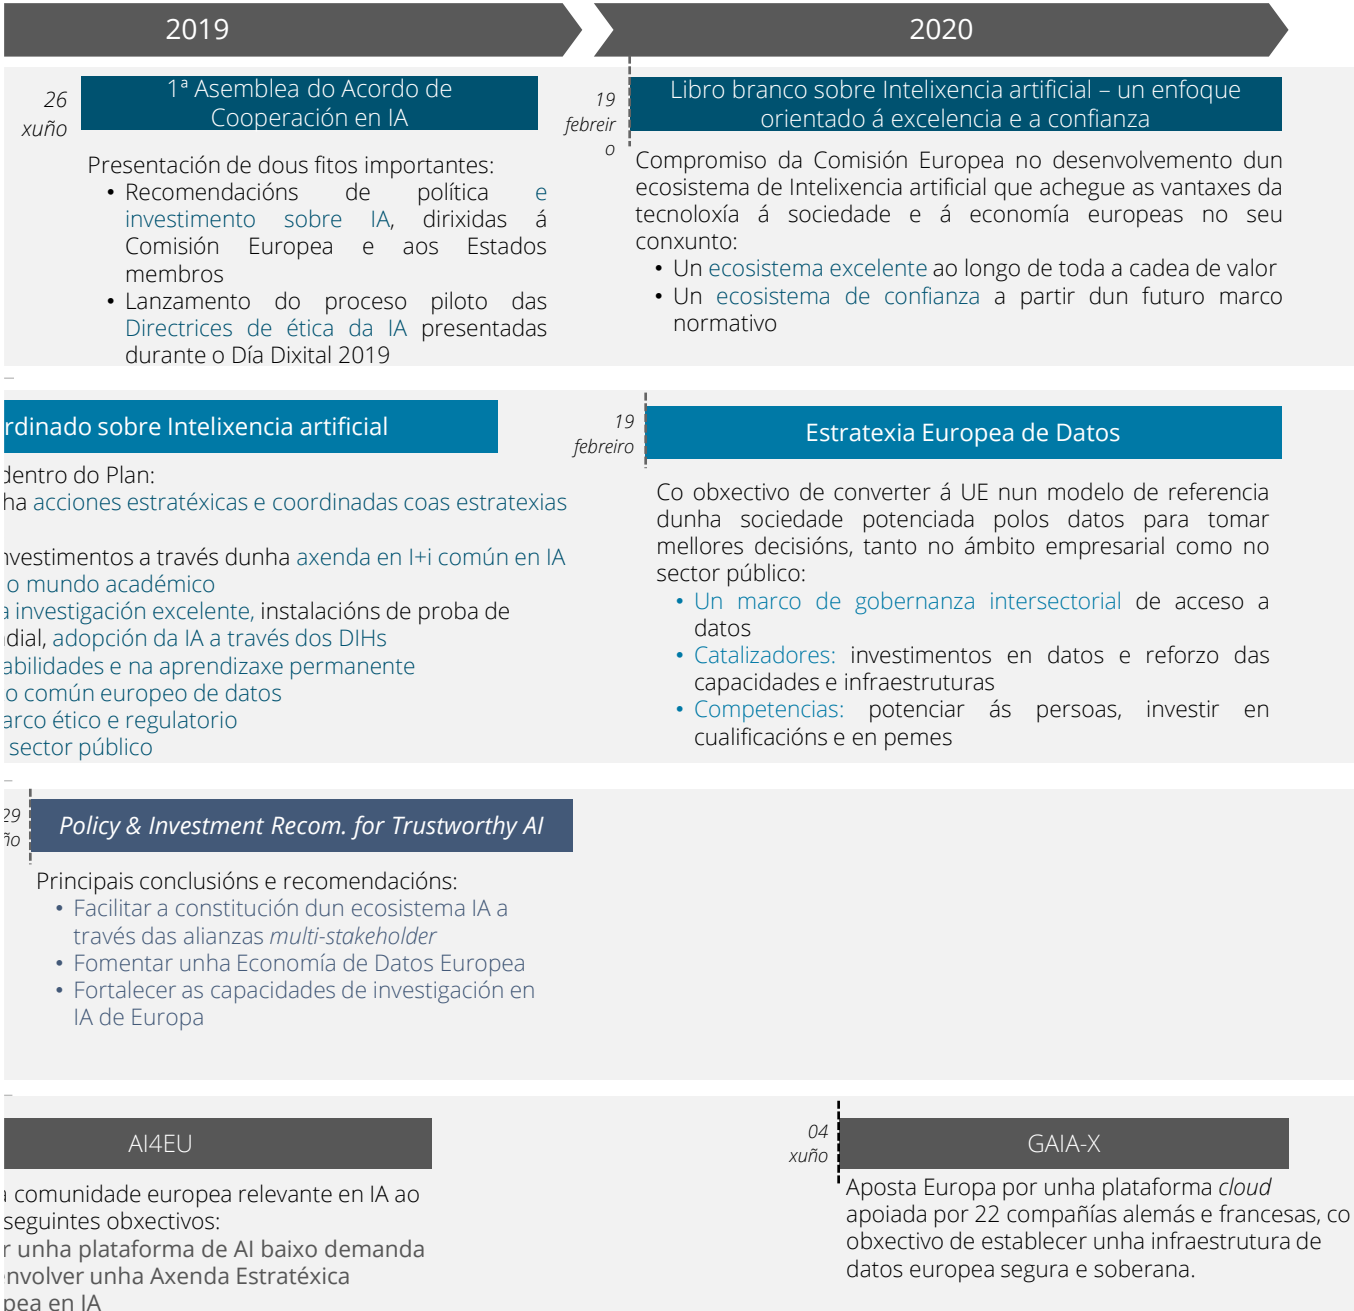 2019
2020
26
xuño
1ª Asemblea do Acordo de
Cooperación en IA
Presentación de dous fitos importantes:
• Recomendacións de política e
investimento sobre IA, dirixidas á
Comisión Europea e aos Estados
membros
• Lanzamento do proceso piloto das
Directrices de ética da IA presentadas
durante o Día Dixital 2019
19
febreir
o
Libro branco sobre Intelixencia artificial – un enfoque
orientado á excelencia e a confianza
Compromiso da Comisión Europea no desenvolvemento dun
ecosistema de Intelixencia artificial que achegue as vantaxes da
tecnoloxía á sociedade e á economía europeas no seu
conxunto:
• Un ecosistema excelente ao longo de toda a cadea de valor
• Un ecosistema de confianza a partir dun futuro marco
normativo
rdinado sobre Intelixencia artificial
dentro do Plan:
ha acciones estratéxicas e coordinadas coas estratexias
nvestimentos a través dunha axenda en I+i común en IA
o mundo académico
a investigación excelente, instalacións de proba de
dial, adopción da IA a través dos DIHs
abilidades e na aprendizaxe permanente
o común europeo de datos
arco ético e regulatorio
sector público
19
febreiro
Estratexia Europea de Datos
Co obxectivo de converter á UE nun modelo de referencia
dunha sociedade potenciada polos datos para tomar
mellores decisións, tanto no ámbito empresarial como no
sector público:
• Un marco de gobernanza intersectorial de acceso a
datos
• Catalizadores: investimentos en datos e reforzo das
capacidades e infraestruturas
• Competencias: potenciar ás persoas, investir en
cualificacións e en pemes
29
ño
Policy & Investment Recom. for Trustworthy AI
Principais conclusións e recomendacións:
• Facilitar a constitución dun ecosistema IA a
través das alianzas multi-stakeholder
• Fomentar unha Economía de Datos Europea
• Fortalecer as capacidades de investigación en
IA de Europa
AI4EU
a comunidade europea relevante en IA ao
seguintes obxectivos:
r unha plataforma de AI baixo demanda
nvolver unha Axenda Estratéxica
pea en IA
04
xuño
GAIA-X
Aposta Europa por unha plataforma cloud
apoiada por 22 compañías alemás e francesas, co
obxectivo de establecer unha infraestrutura de
datos europea segura e soberana.